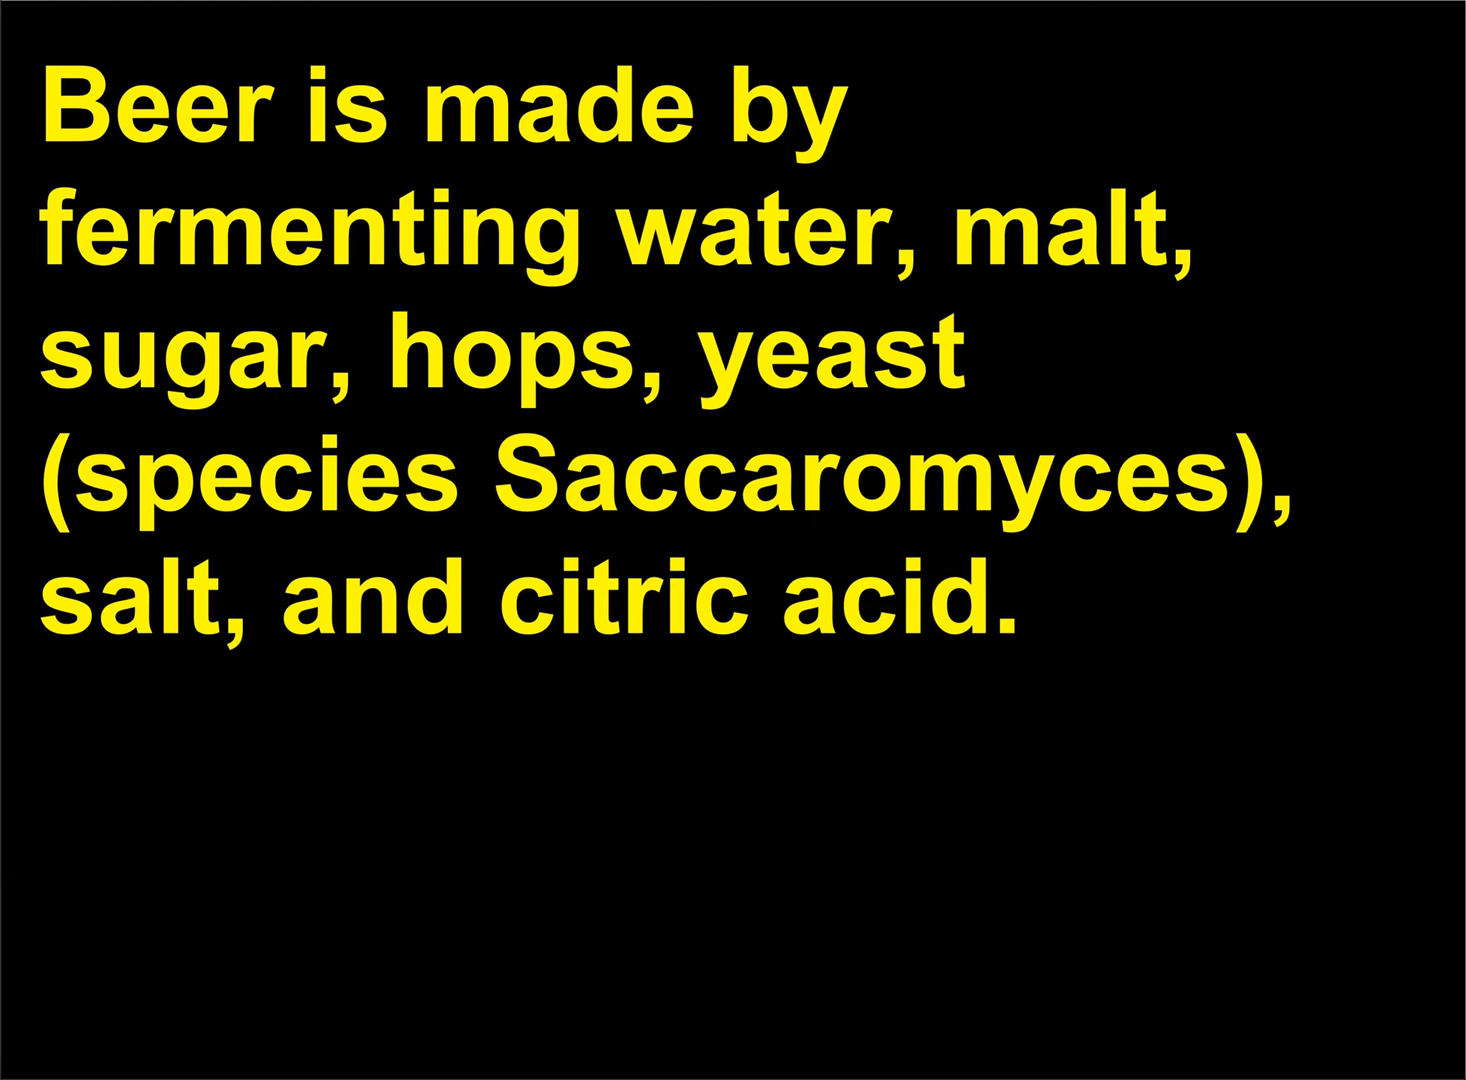 Beer is made by
fermenting water, malt,
sugar, hops, yeast
(species Saccaromyces),
salt, and citric acid.